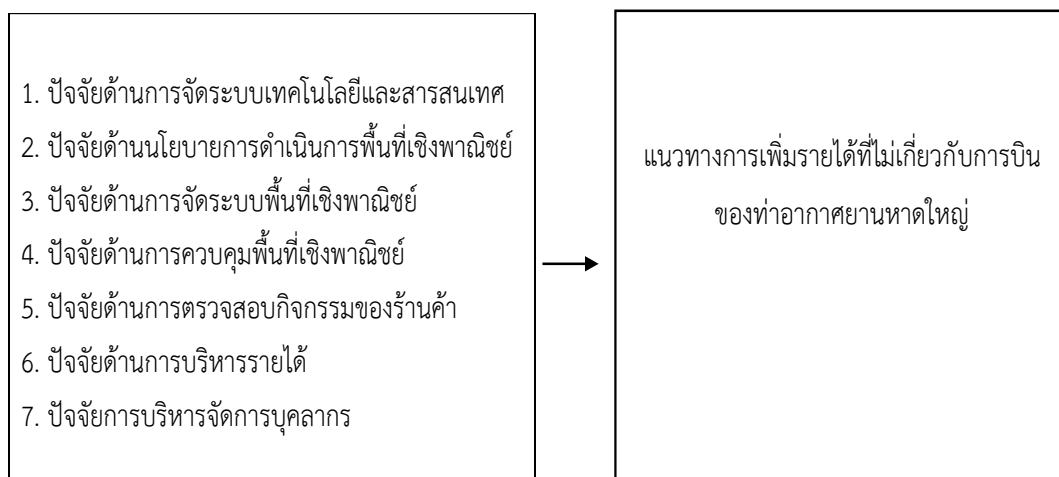 1. ปัจจัยด้านการจัดระบบเทคโนโลยีและสารสนเทศ
2. ปัจจัยด้านนโยบายการดำเนินการพื้นที่เชิงพาณิชย์
3. ปัจจัยด้านการจัดระบบพื้นที่เชิงพาณิชย์
4. ปัจจัยด้านการควบคุมพื้นที่เชิงพาณิชย์
5. ปัจจัยด้านการตรวจสอบกิจกรรมของร้านค้า
6. ปัจจัยด้านการบริหารรายได้
7. ปัจจัยการบริหารจัดการบุคลากร
แนวทางการเพิ่มรายได้ที่ไม่เกี่ยวกับการบิน
ของท่าอากาศยานหาดใหญ่